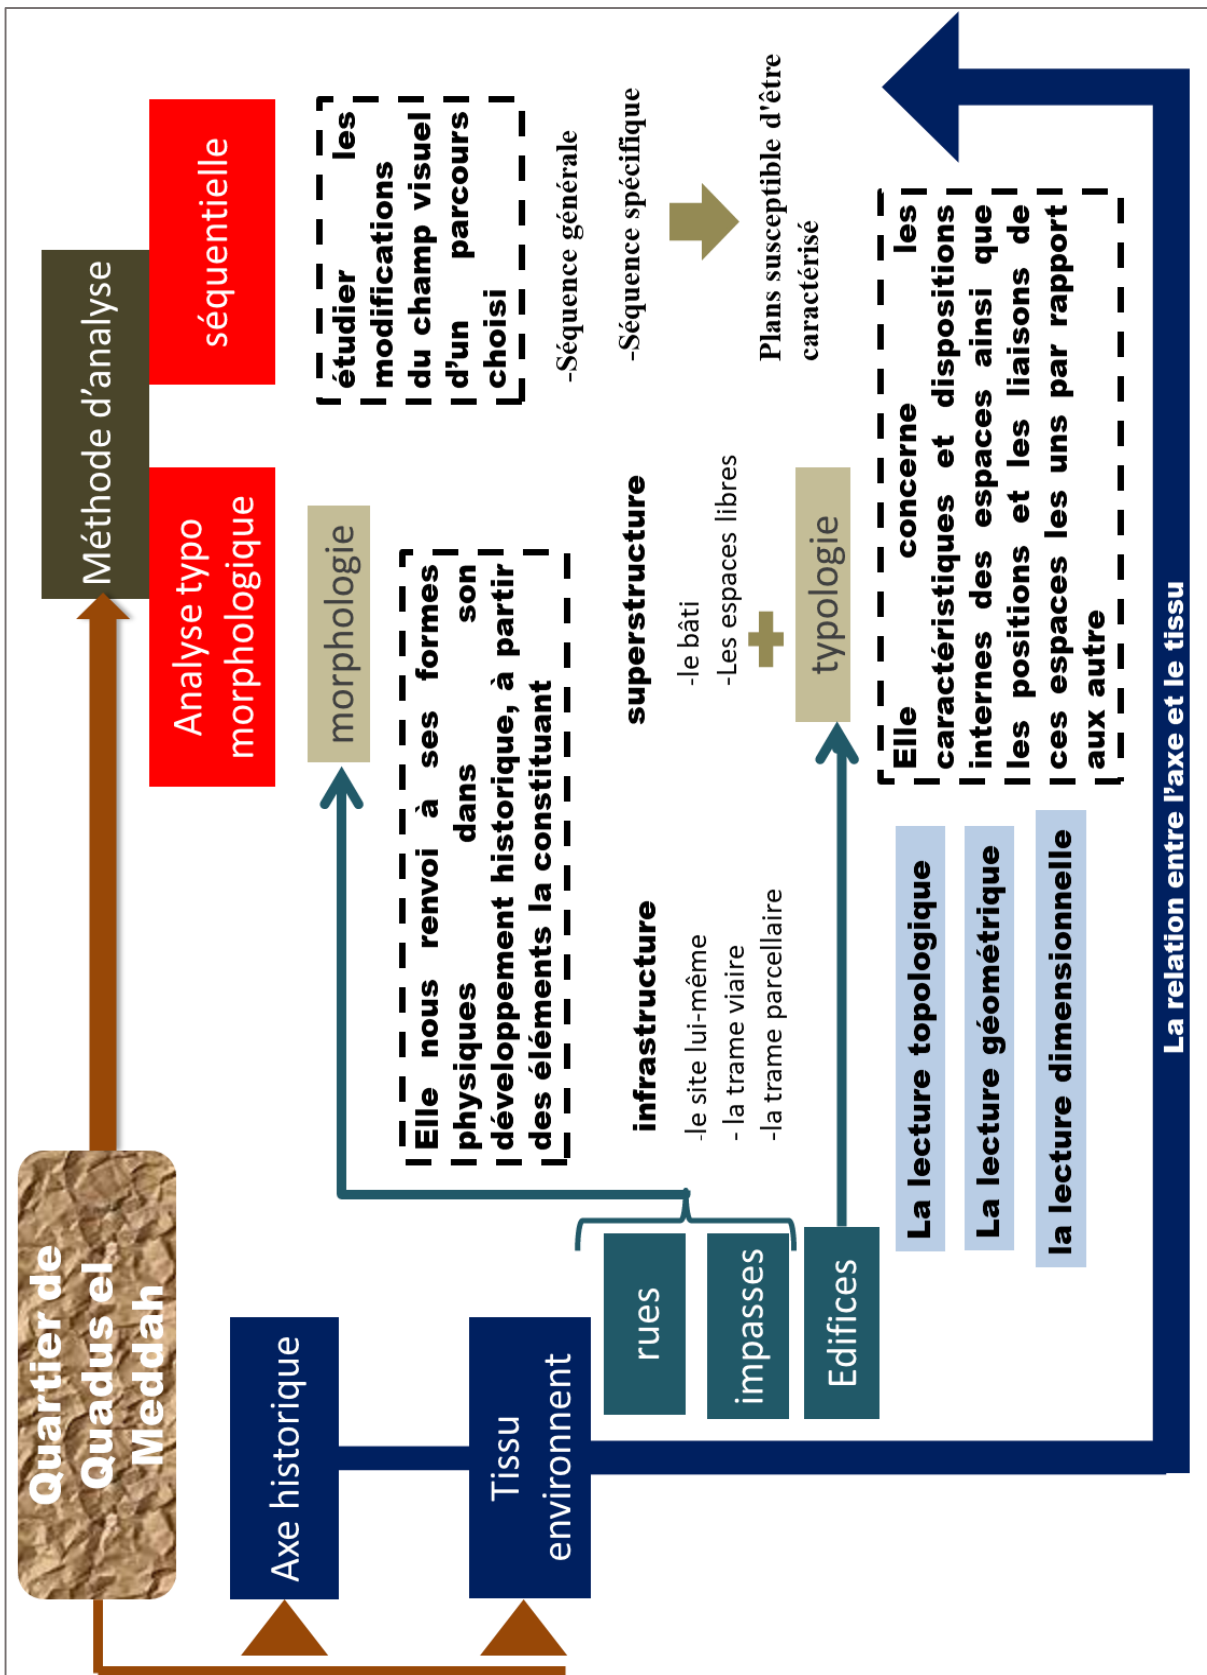 Quartier de
Quadus el
Meddah
Méthode d’analyse
Axe historique
Tissu
environnent
rues
impasses
Edifices
Analyse typo
morphologique
séquentielle
morphologie
Elle nous renvoi à ses formes
physiques dans son
développement historique, à partir
des éléments la constituant
infrastructure
-le site lui-même
- la trame viaire
-la trame parcellaire
superstructure
-le bâti
-Les espaces libres
typologie
La lecture topologique
La lecture géométrique
la lecture dimensionnelle
Elle concerne les
caractéristiques et dispositions
internes des espaces ainsi que
les positions et les liaisons de
ces espaces les uns par rapport
aux autre
étudier les
modifications
du champ visuel
d’un parcours
choisi
-Séquence générale
-Séquence spécifique
Plans susceptible d'être
caractérisé
La relation entre l’axe et le tissu